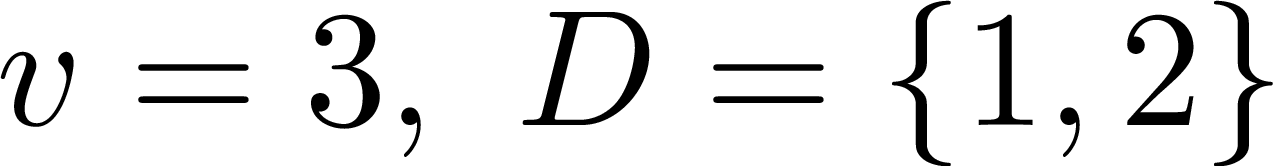 v = 3, D = {1, 2}